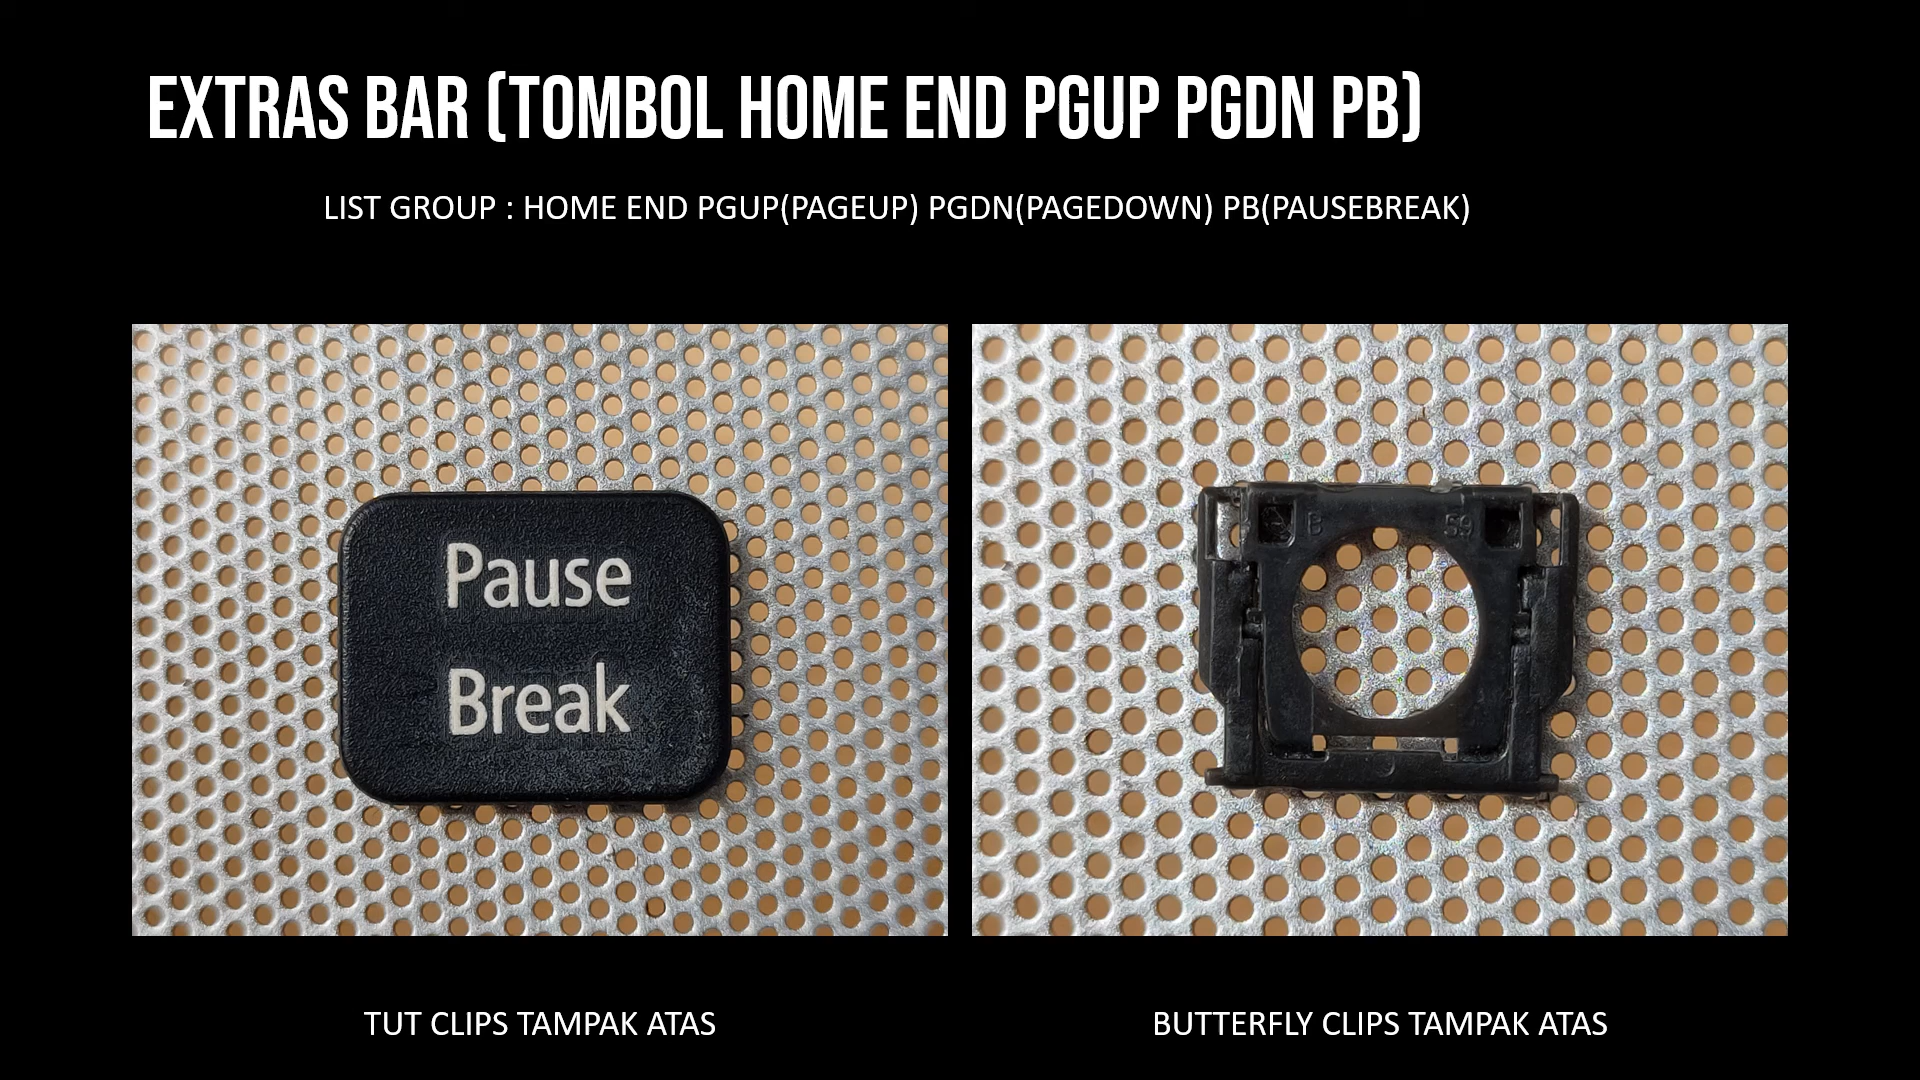 EXTRAS BAR (TOMBOL HOME END PGUP PGDN PB)
LIST GROUP : HOME END PGUP(PAGEUP) PGDN(PAGEDOWN) PB(PAUSEBREAK)
Pause
Break
B 59
TUT CLIPS TAMPAK ATAS
BUTTERFLY CLIPS TAMPAK ATAS